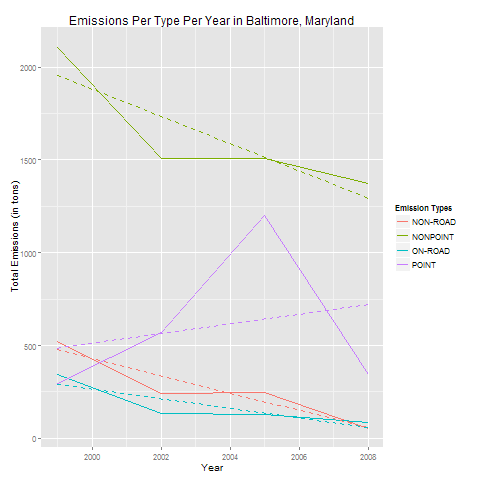 Emissions Per Type Per Year in Baltimore, Maryland
Total Emissions (in tons)
2000
1500
1000
500
0
2000
2002
2004
2006
2008
Year
Emission Types
NON-ROAD
NONPOINT
ON-ROAD
POINT